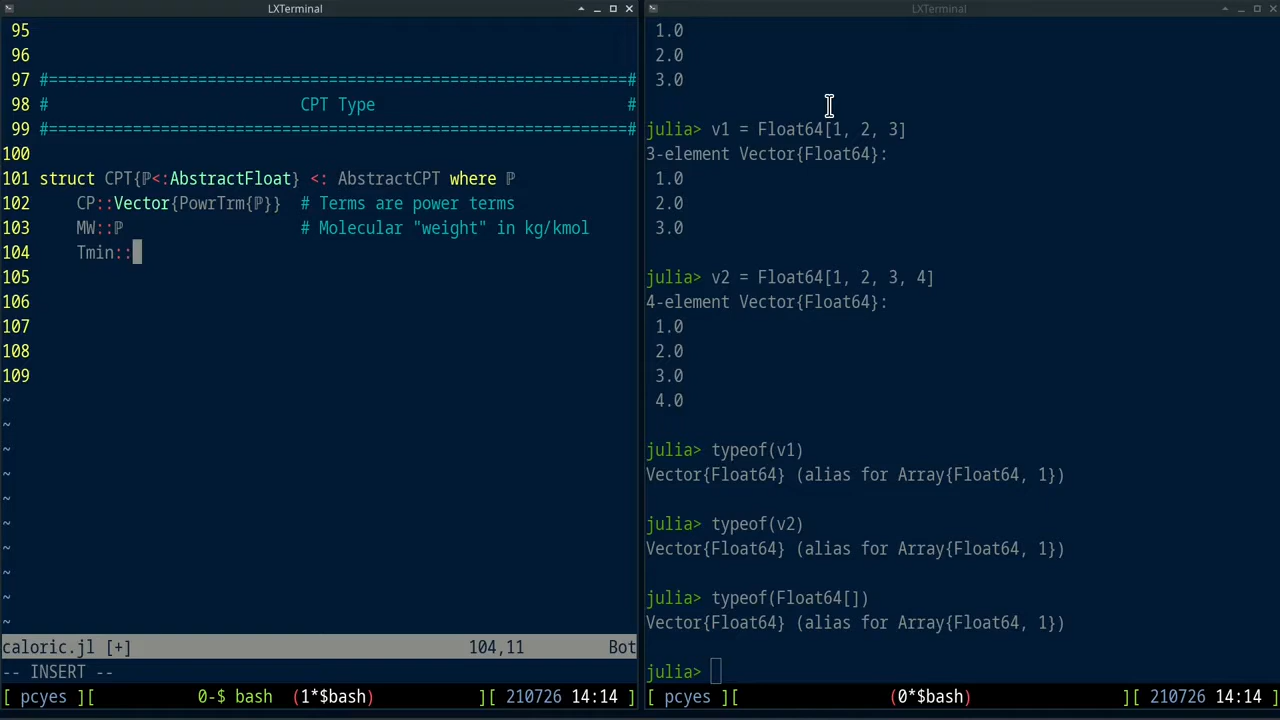 LXTerminal
95
96
97 #==============================================================#
98 # CPT Type #
99 #==============================================================#
100
101 struct CPT{ℙ<:AbstractFloat} <: AbstractCPT where ℙ
102 CP::Vector{PowrTrm{ℙ}} # Terms are power terms
103 MW::ℙ # Molecular "weight" in kg/kmol
104 Tmin::
105
106
107
108
109
~
~
~
~
~
~
~
~
~
~
caloric.jl [+] 104,11 Bot
-- INSERT --
[ pcyes ][ 0-$ bash (1*$bash) ][ 210726 14:14 ]
LXTerminal
1.0
2.0
3.0
julia> v1 = Float64[1, 2, 3]
3-element Vector{Float64}:
1.0
2.0
3.0
julia> v2 = Float64[1, 2, 3, 4]
4-element Vector{Float64}:
1.0
2.0
3.0
4.0
julia> typeof(v1)
Vector{Float64} (alias for Array{Float64, 1})
julia> typeof(v2)
Vector{Float64} (alias for Array{Float64, 1})
julia> typeof(Float64[])
Vector{Float64} (alias for Array{Float64, 1})
julia>
[ pcyes ][ (0*$bash) ][ 210726 14:14 ]